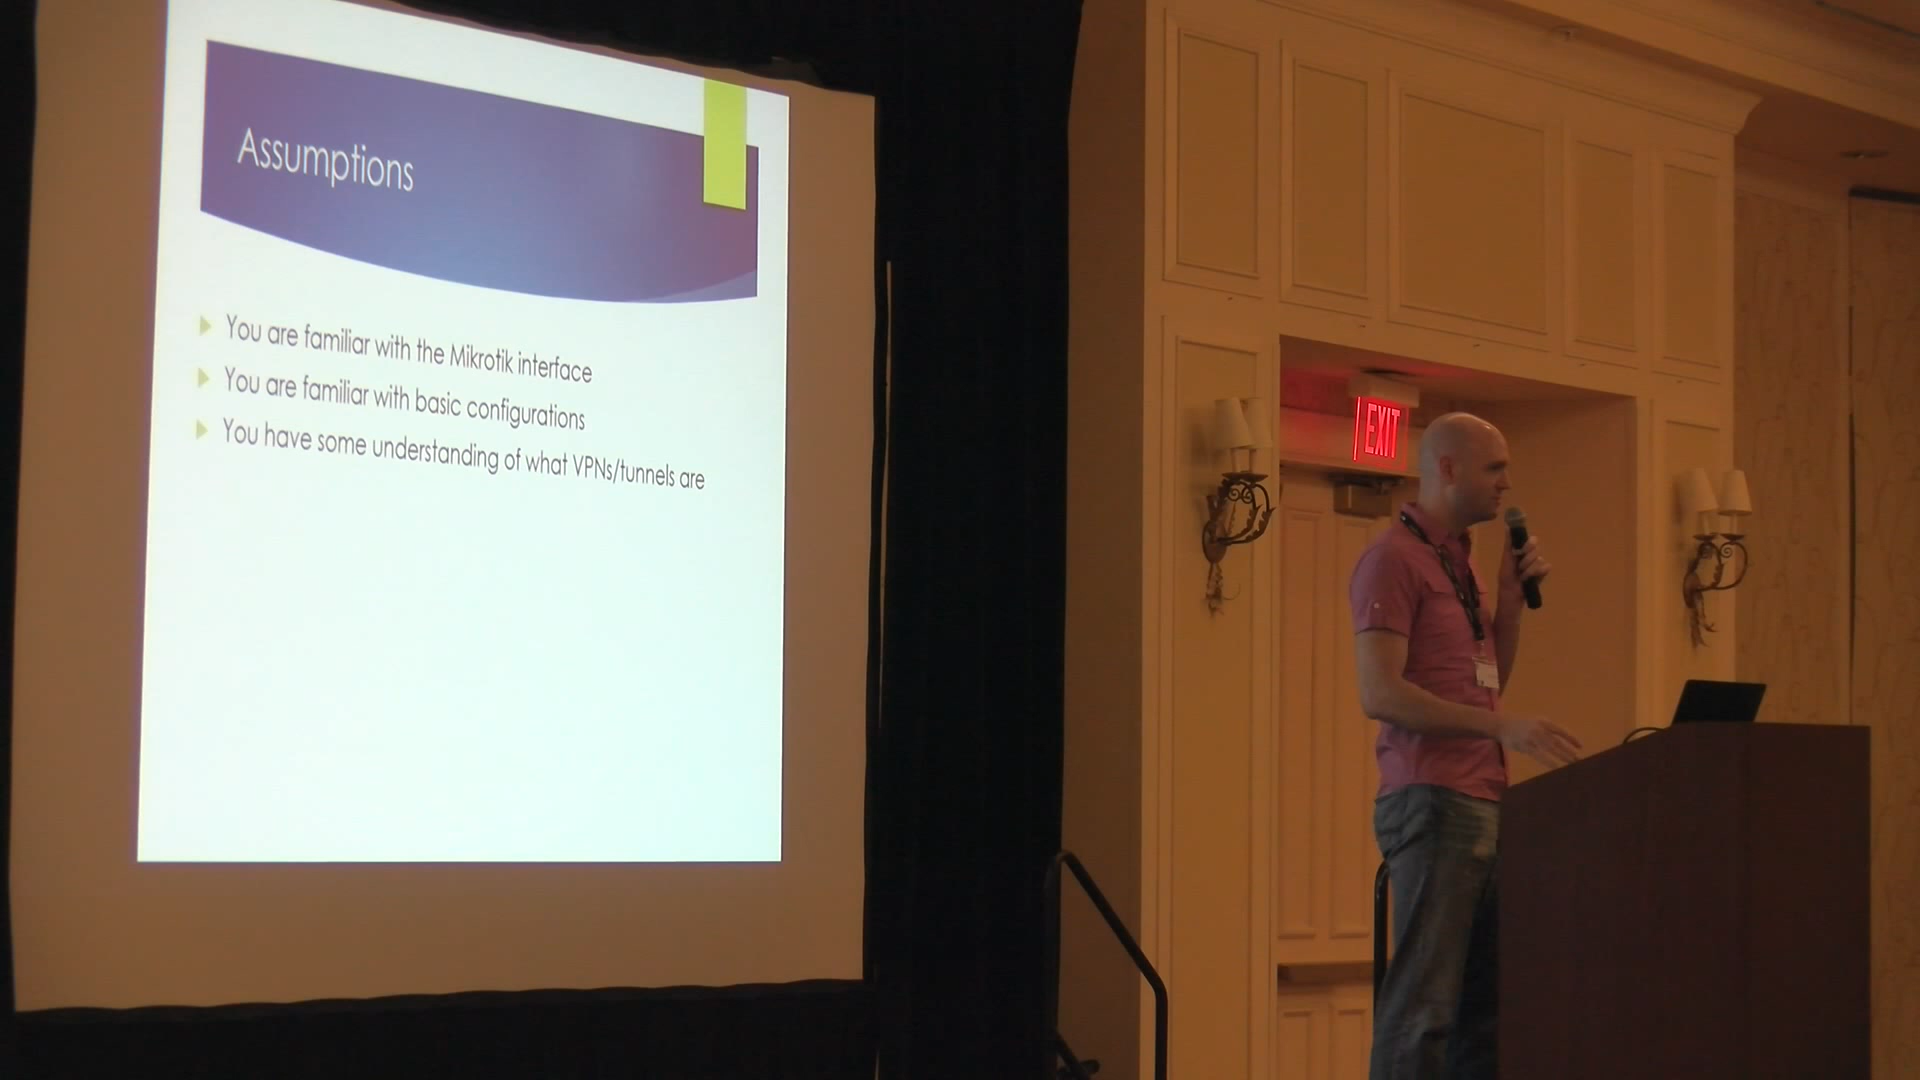 Assumptions
You are familiar with the Mikrotik interface
You are familiar with basic configurations
You have some understanding of what VPNs/tunnels are
EXIT